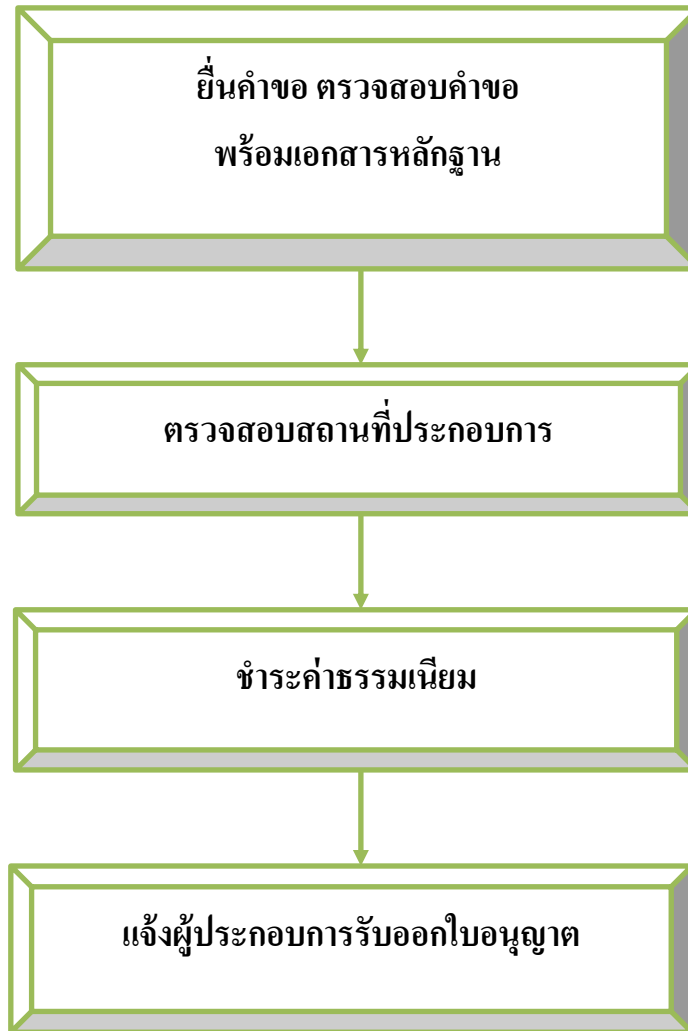 ยื่นคำขอ ตรวจสอบคำขอ
พร้อมเอกสารหลักฐาน
ตรวจสอบสถานที่ประกอบการ
ชำระค่าธรรมเนียม
แจ้งผู้ประกอบการรับออกใบอนุญาต